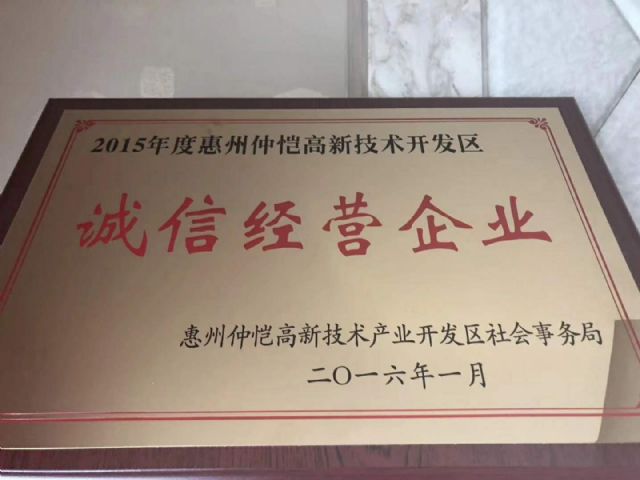 2015年度惠州仲恺高新技术开发区
诚信经营企业
惠州仲恺高新技术产业开发区社会事务局
二〇一六年一月